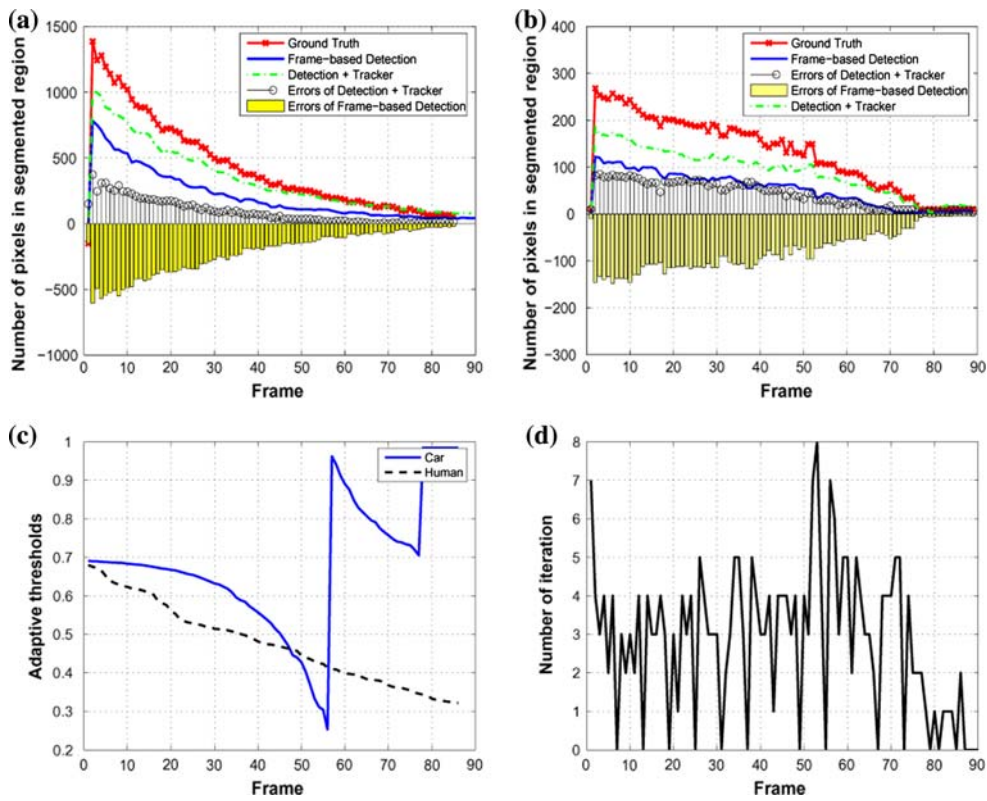 (a)
Number of pixels in segmented region
1500
1000
500
0
−500
−1000
Ground Truth
Frame-based Detection
Detection + Tracker
Errors of Detection + Tracker
Errors of Frame-based Detection
0 10 20 30 40 50 60 70 80 90
Frame
(b)
Number of pixels in segmented region
400
300
200
100
0
−100
−200
−300
Ground Truth
Frame-based Detection
Errors of Detection + Tracker
Errors of Frame-based Detection
Detection + Tracker
0 10 20 30 40 50 60 70 80 90
Frame
(c)
Adaptive thresholds
1
0.9
0.8
0.7
0.6
0.5
0.4
0.3
0.2
Car
Human
0 10 20 30 40 50 60 70 80 90
Frame
(d)
Number of iteration
8
7
6
5
4
3
2
1
0
0 10 20 30 40 50 60 70 80 90
Frame